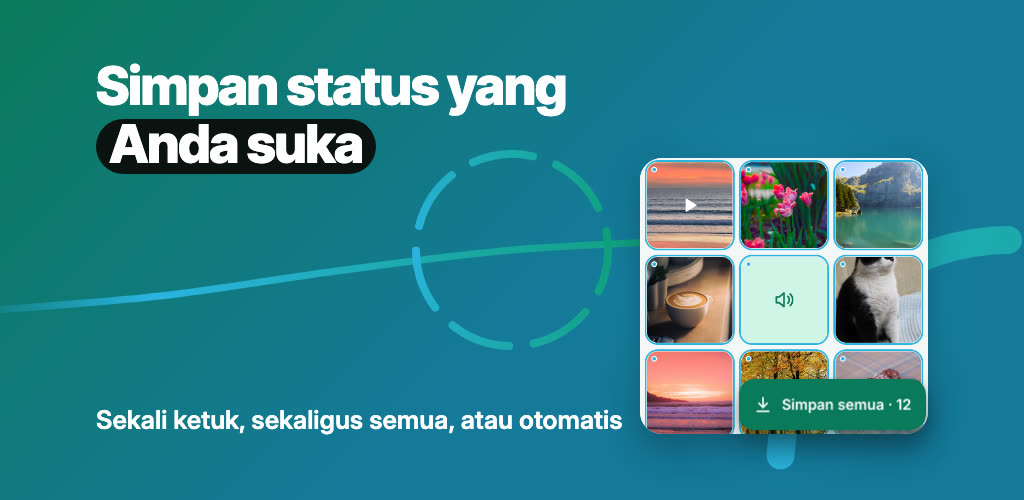 Simpan status yang
Anda suka
Simpan semua · 12
Sekali ketuk, sekaligus semua, atau otomatis